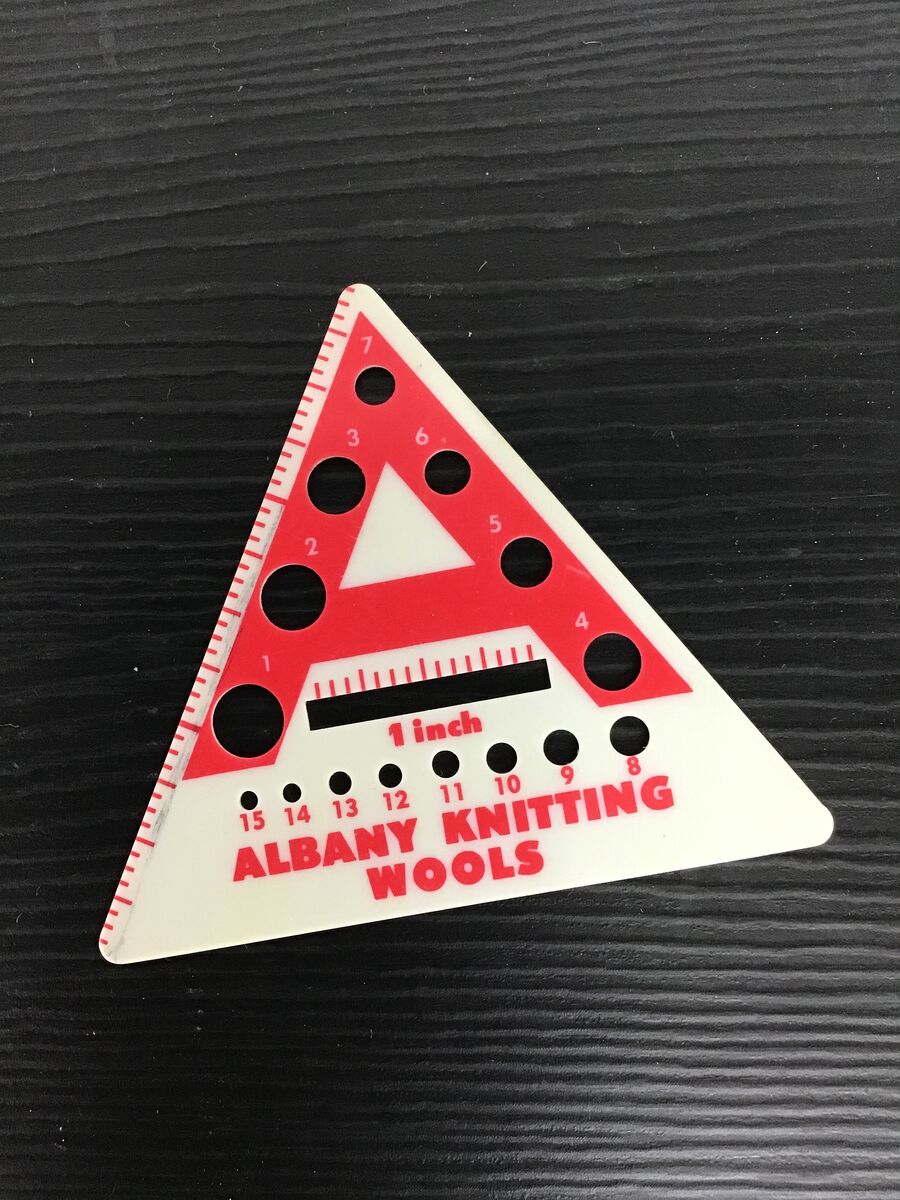 7
3 6
2 5
1 4
1 inch
15 14 13 12 11 10 9 8
ALBANY KNITTING
WOOLS